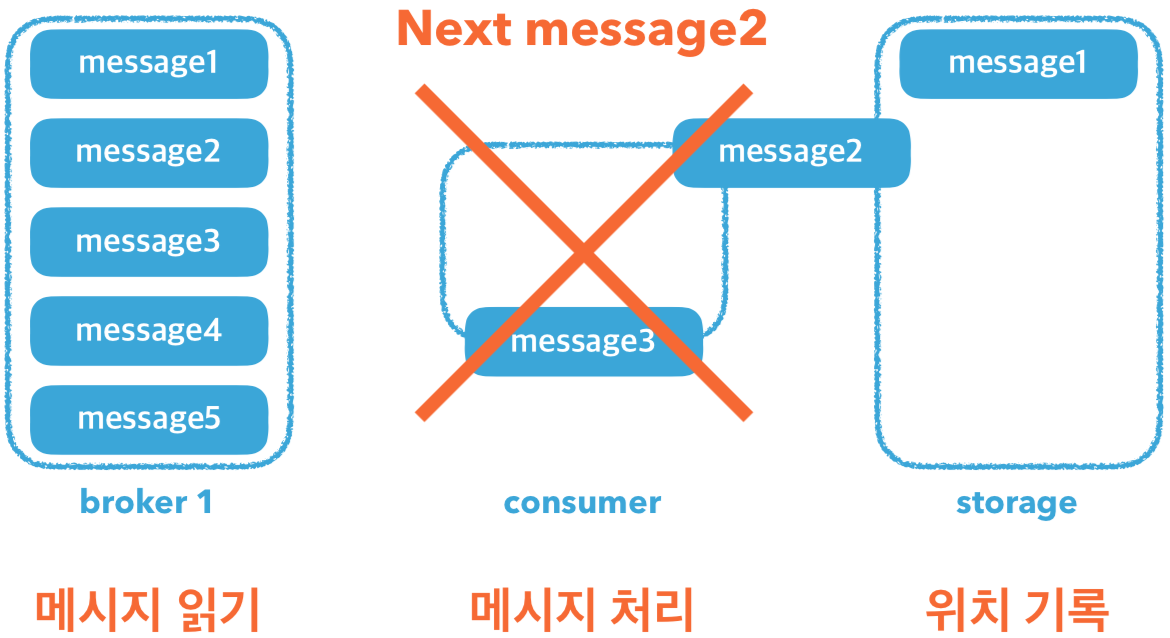 Next message2
message1
message2
message3
message4
message5
broker 1
message3
consumer
message2
message1
storage
메시지 읽기
메시지 처리
위치 기록